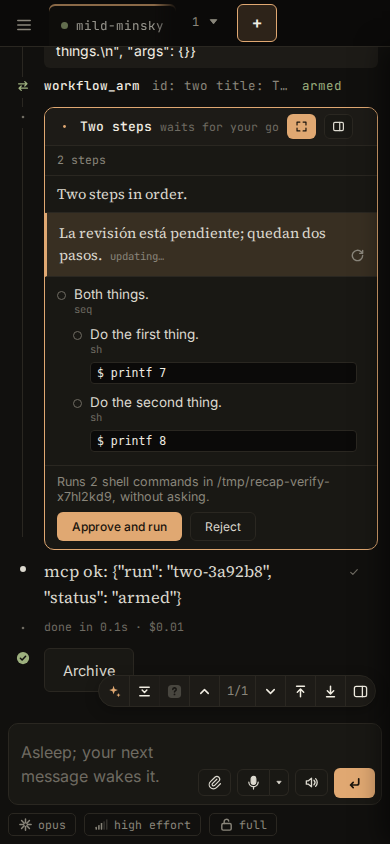 mild-minsky
1
+
things.\n", "args": {}}
workflow_arm id: two title: T… armed
Two steps waits for your go
2 steps
Two steps in order.
La revisión está pendiente; quedan dos
pasos. updating…
Both things.
seq
Do the first thing.
sh
$ printf 7
Do the second thing.
sh
$ printf 8
Runs 2 shell commands in /tmp/recap-verify-
x7hl2kd9, without asking.
Approve and run Reject
mcp ok: {"run": "two-3a92b8",
"status": "armed"}
done in 0.1s · $0.01
Archive
? 1/1
Asleep; your next
message wakes it.
opus high effort full